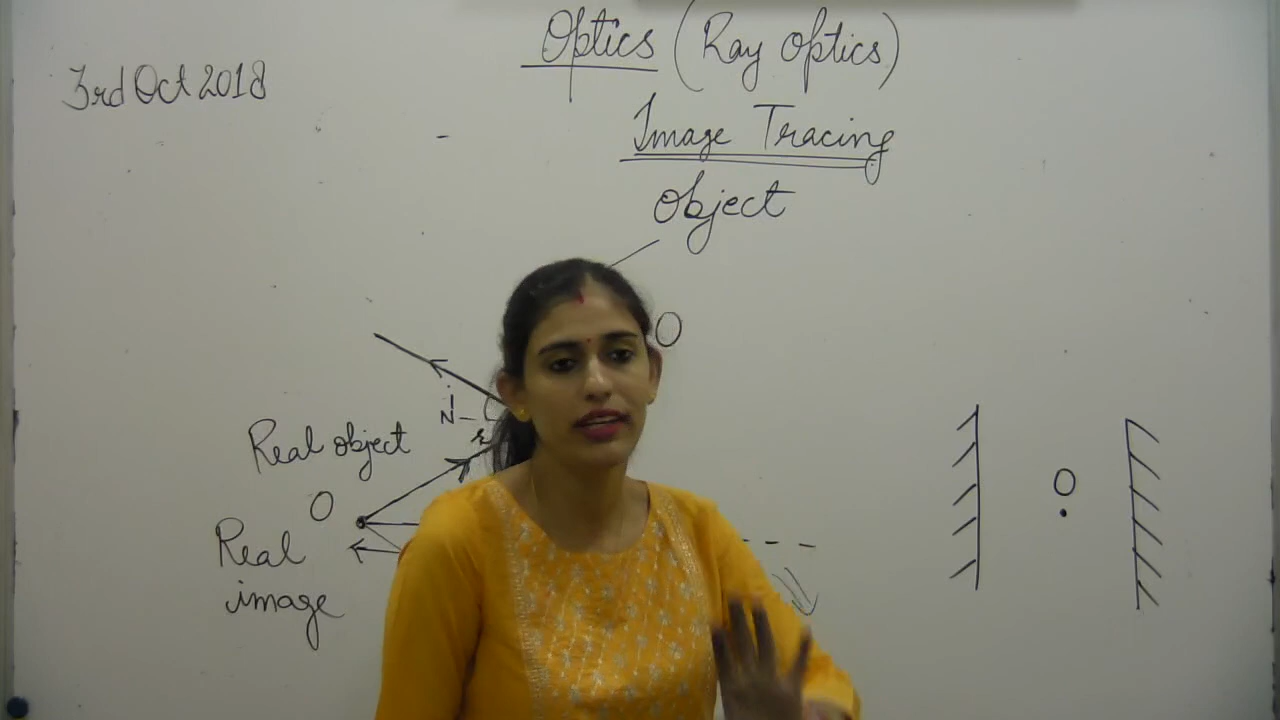 3rd Oct 2018
Optics (Ray Optics)
Image Tracing
Object
O
i
N
r
Real object
O
Real
image
O